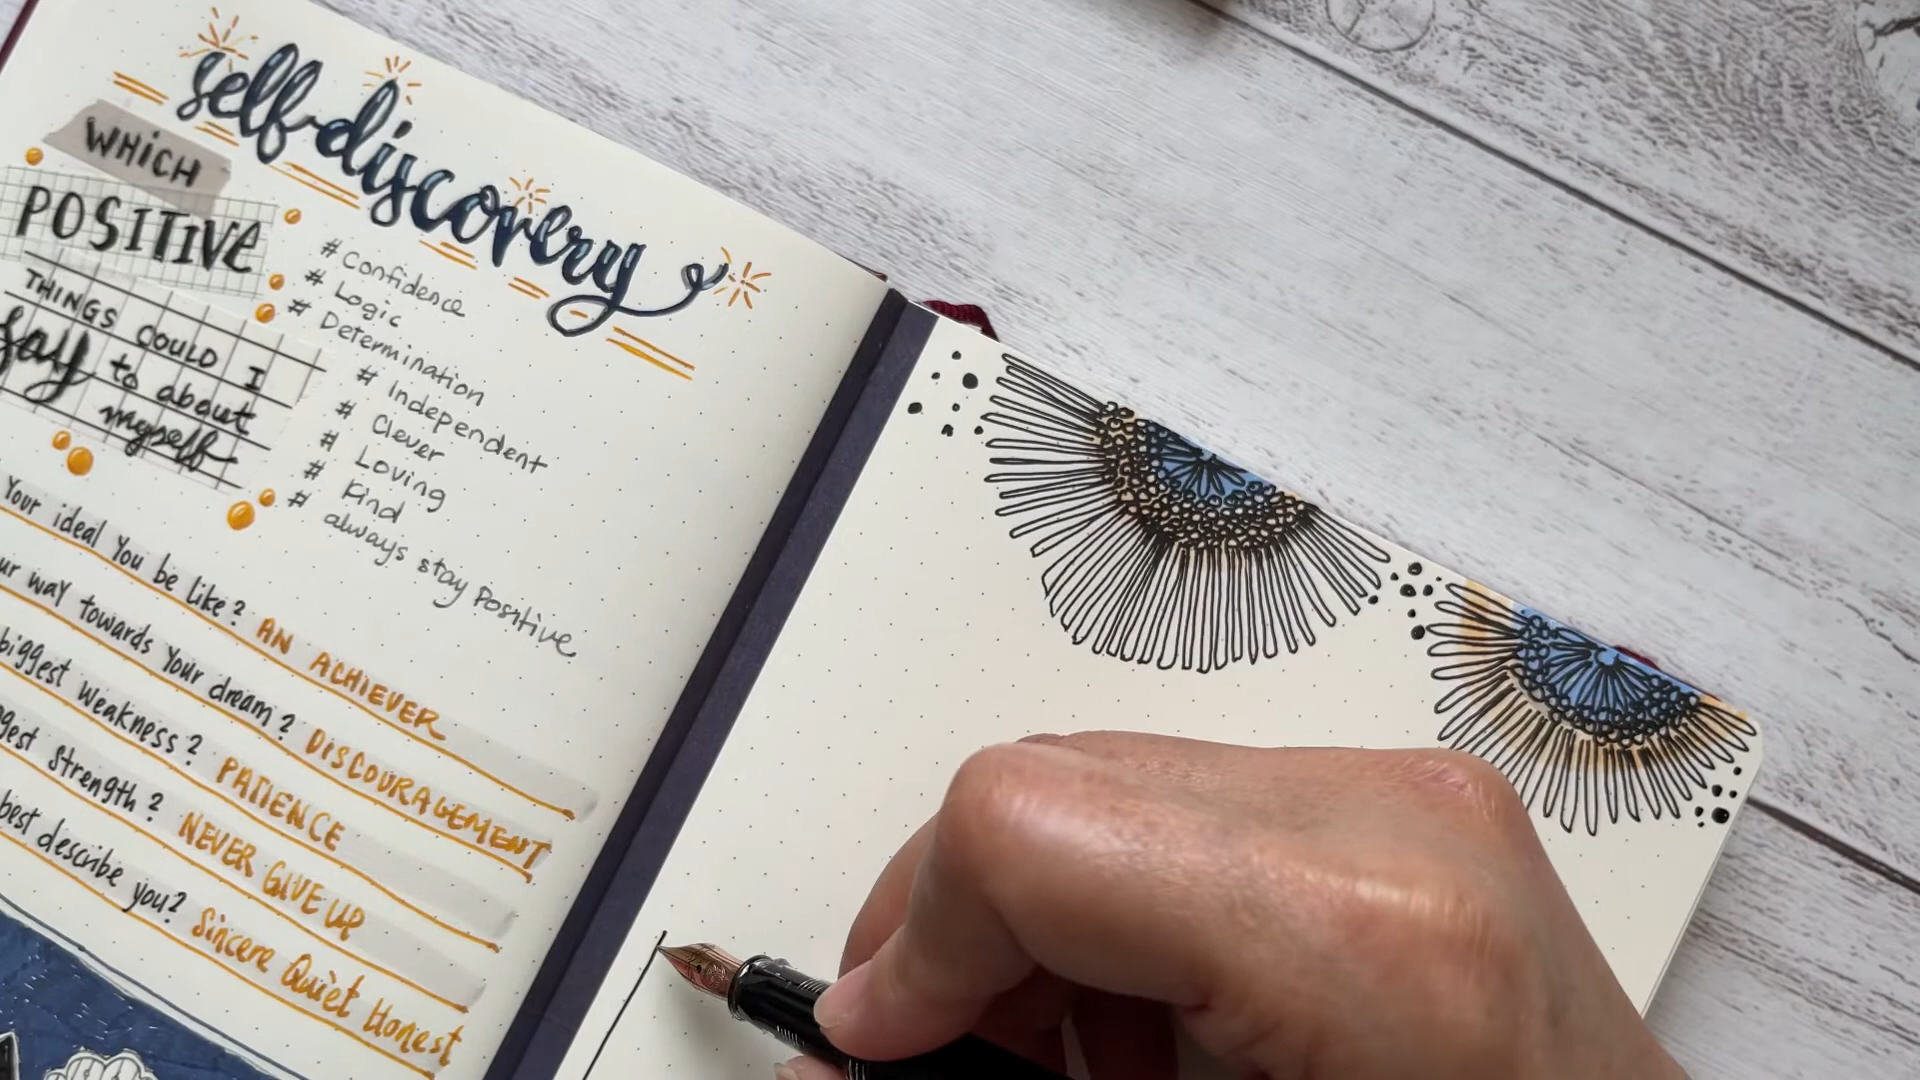 self-discovery
WHiCH
POSITIVE
THINGS COULD I
say to about
myself
# Confidence
# Logic
# Determination
# Independent
# Clever
# Loving
# Kind
# always stay Positive
Your ideal You be like? AN ACHIEVER
way towards Your dream? DISCOURAGEMENT
biggest weakness? PATIENCE
Strength? NEVER GIVE UP
best describe you? Sincere Quiet Honest